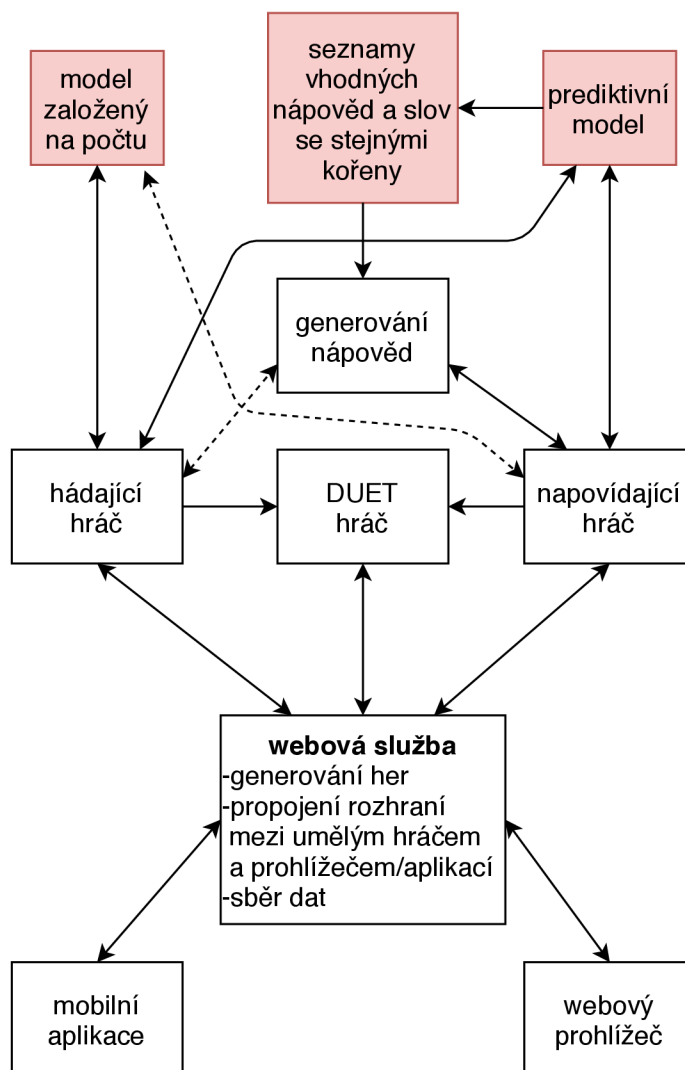 model
založený
na počtu
seznamy
vhodných
nápověd a slov
se stejnými
kořeny
prediktivní
model
generování
nápověd
hádající
hráč
DUET
hráč
napovídající
hráč
webová služba
-generování her
-propojení rozhraní
mezi umělým hráčem
a prohlížečem/aplikací
-sběr dat
mobilní
aplikace
webový
prohlížeč